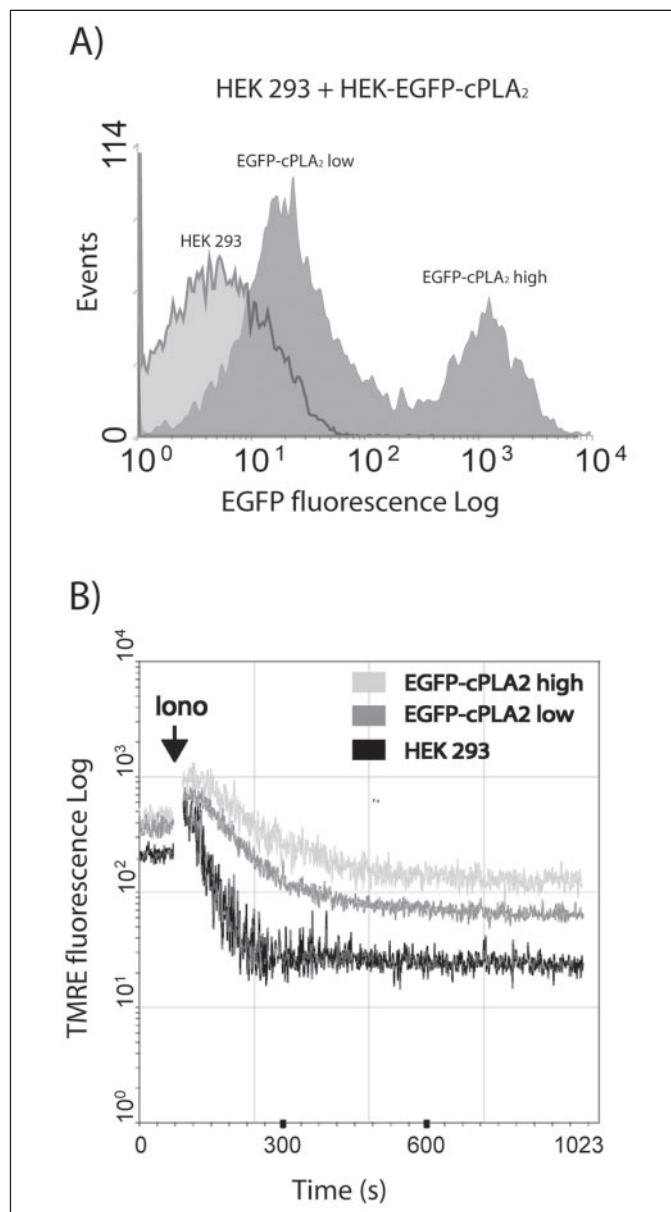 A)
HEK 293 + HEK-EGFP-cPLA₂
114
EGFP-cPLA₂ low
HEK 293
EGFP-cPLA₂ high
Events
0
10⁰ 10¹ 10² 10³ 10⁴
EGFP fluorescence Log
B)
10⁴
Iono
EGFP-cPLA2 high
EGFP-cPLA2 low
HEK 293
10³
TMRE fluorescence Log
10²
10¹
10⁰
0 300 600 1023
Time (s)